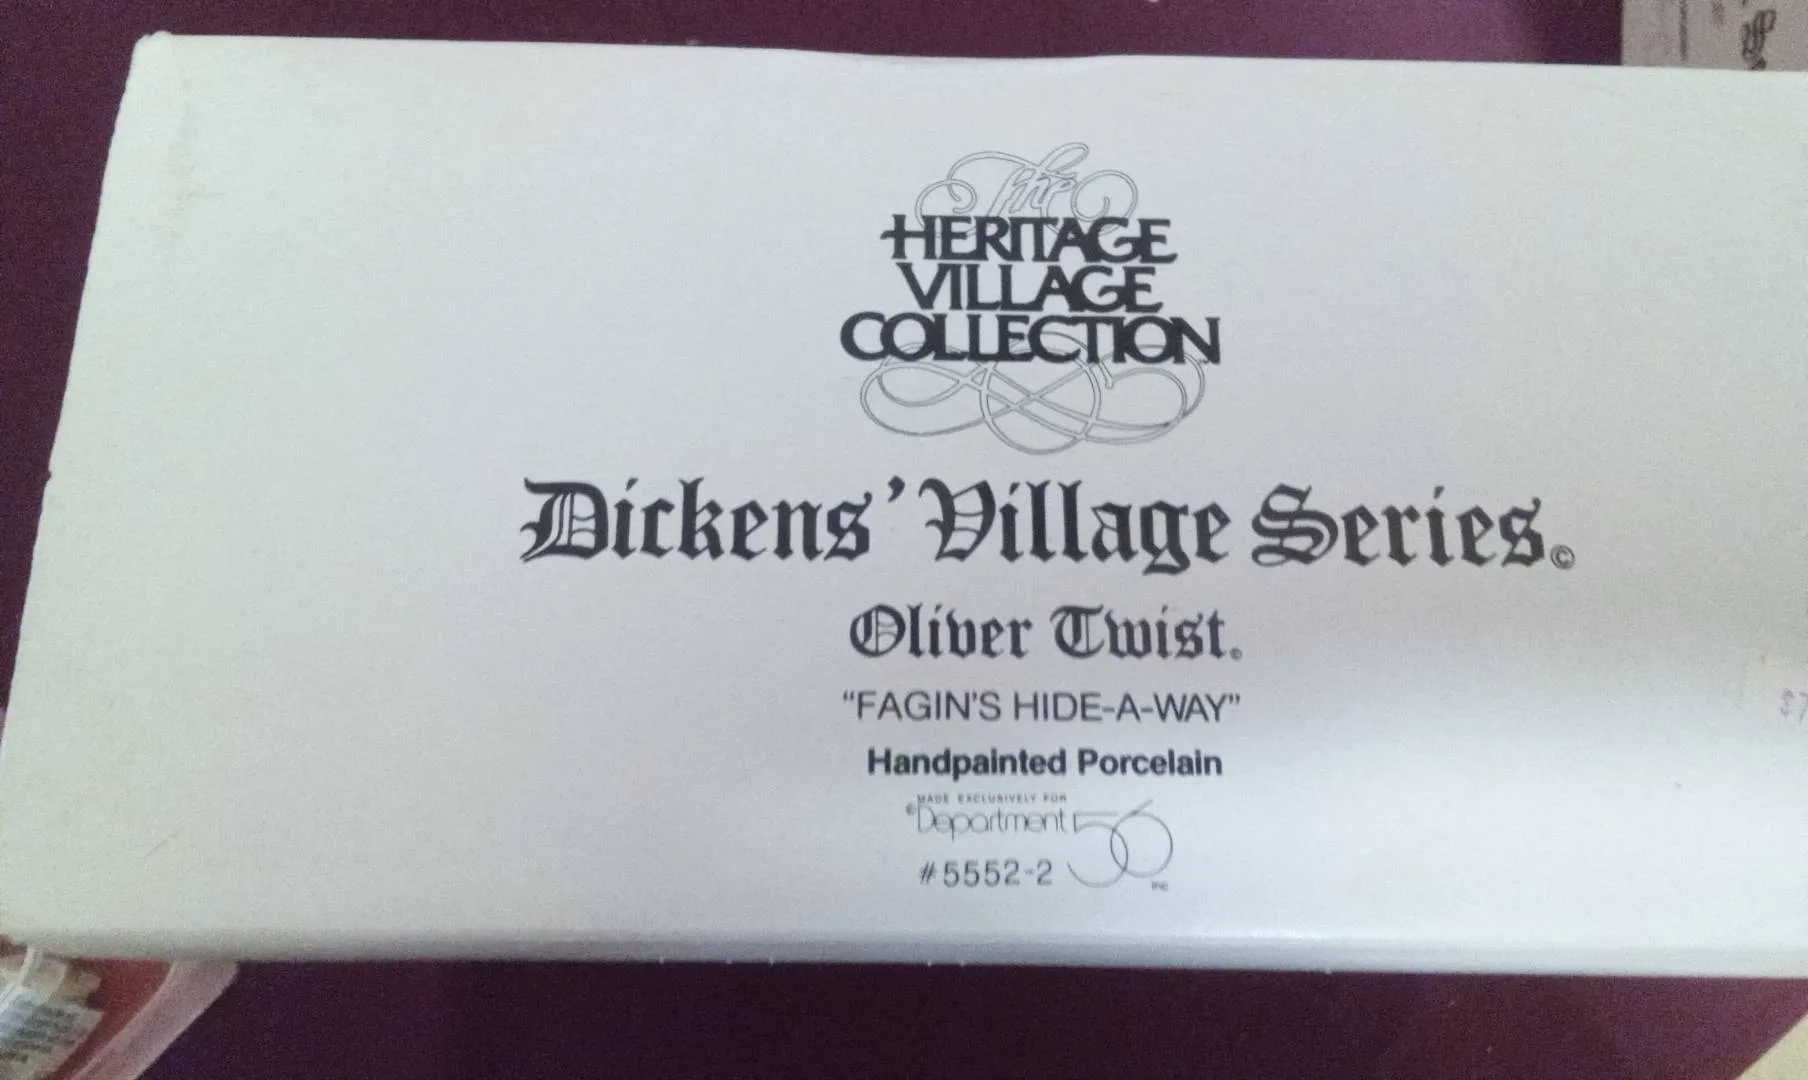 The
HERITAGE
VILLAGE
COLLECTION
Dickens' Village Series.©
Oliver Twist.©
"FAGIN'S HIDE-A-WAY"
Handpainted Porcelain
MADE EXCLUSIVELY FOR
©Department 56 INC
#5552-2